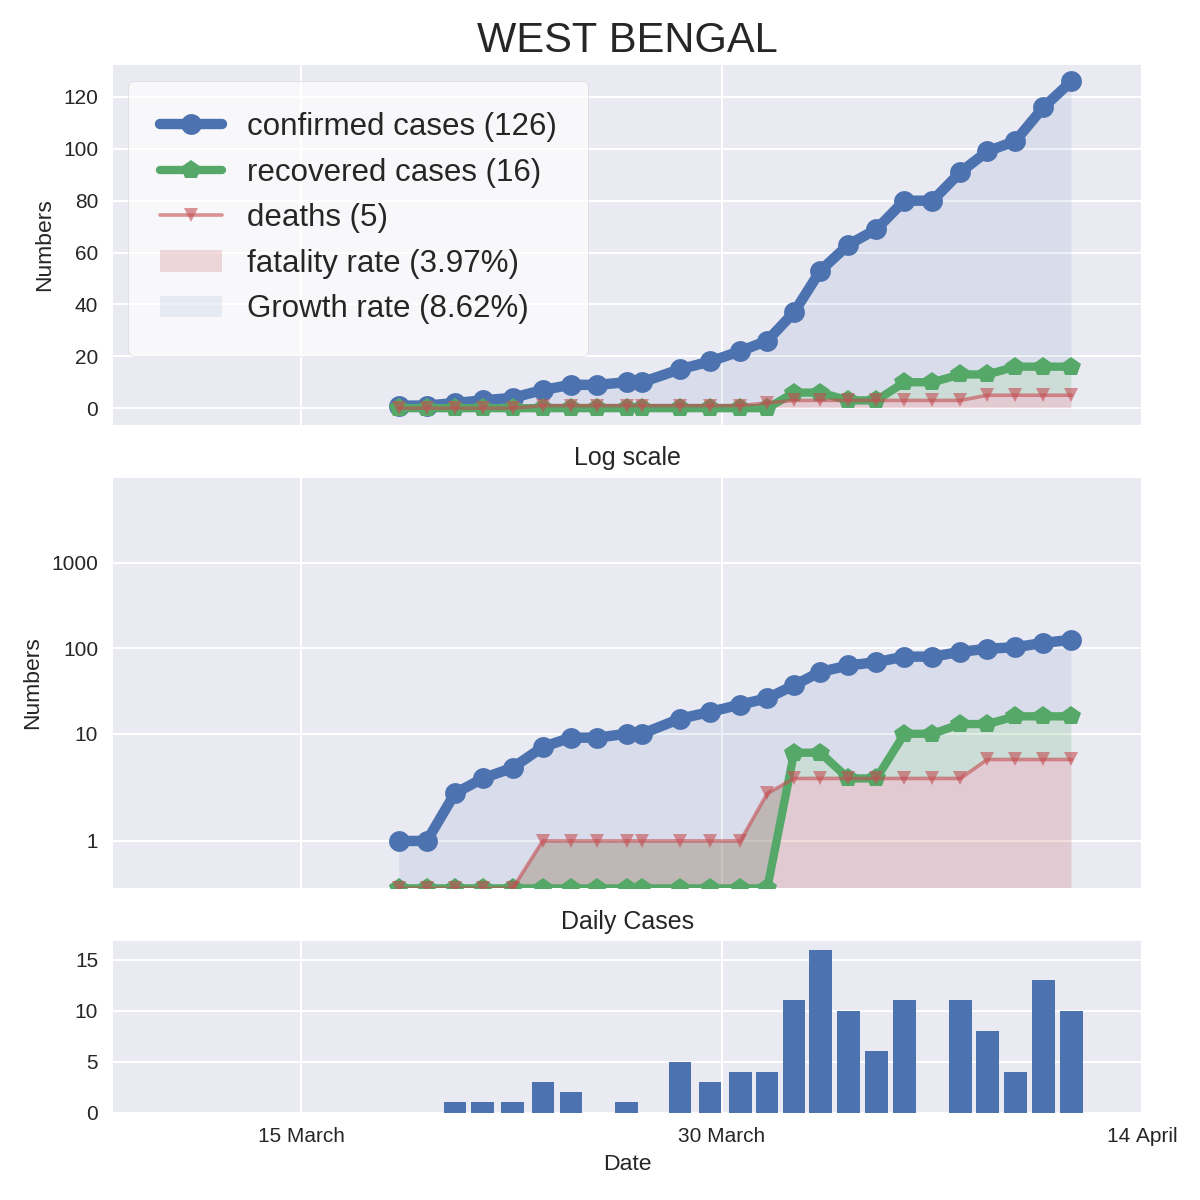 WEST BENGAL
120
100
80
60
40
20
0
Numbers
confirmed cases (126)
recovered cases (16)
deaths (5)
fatality rate (3.97%)
Growth rate (8.62%)
Log scale
1000
100
10
1
Numbers
Daily Cases
15
10
5
0
15 March
30 March
14 April
Date